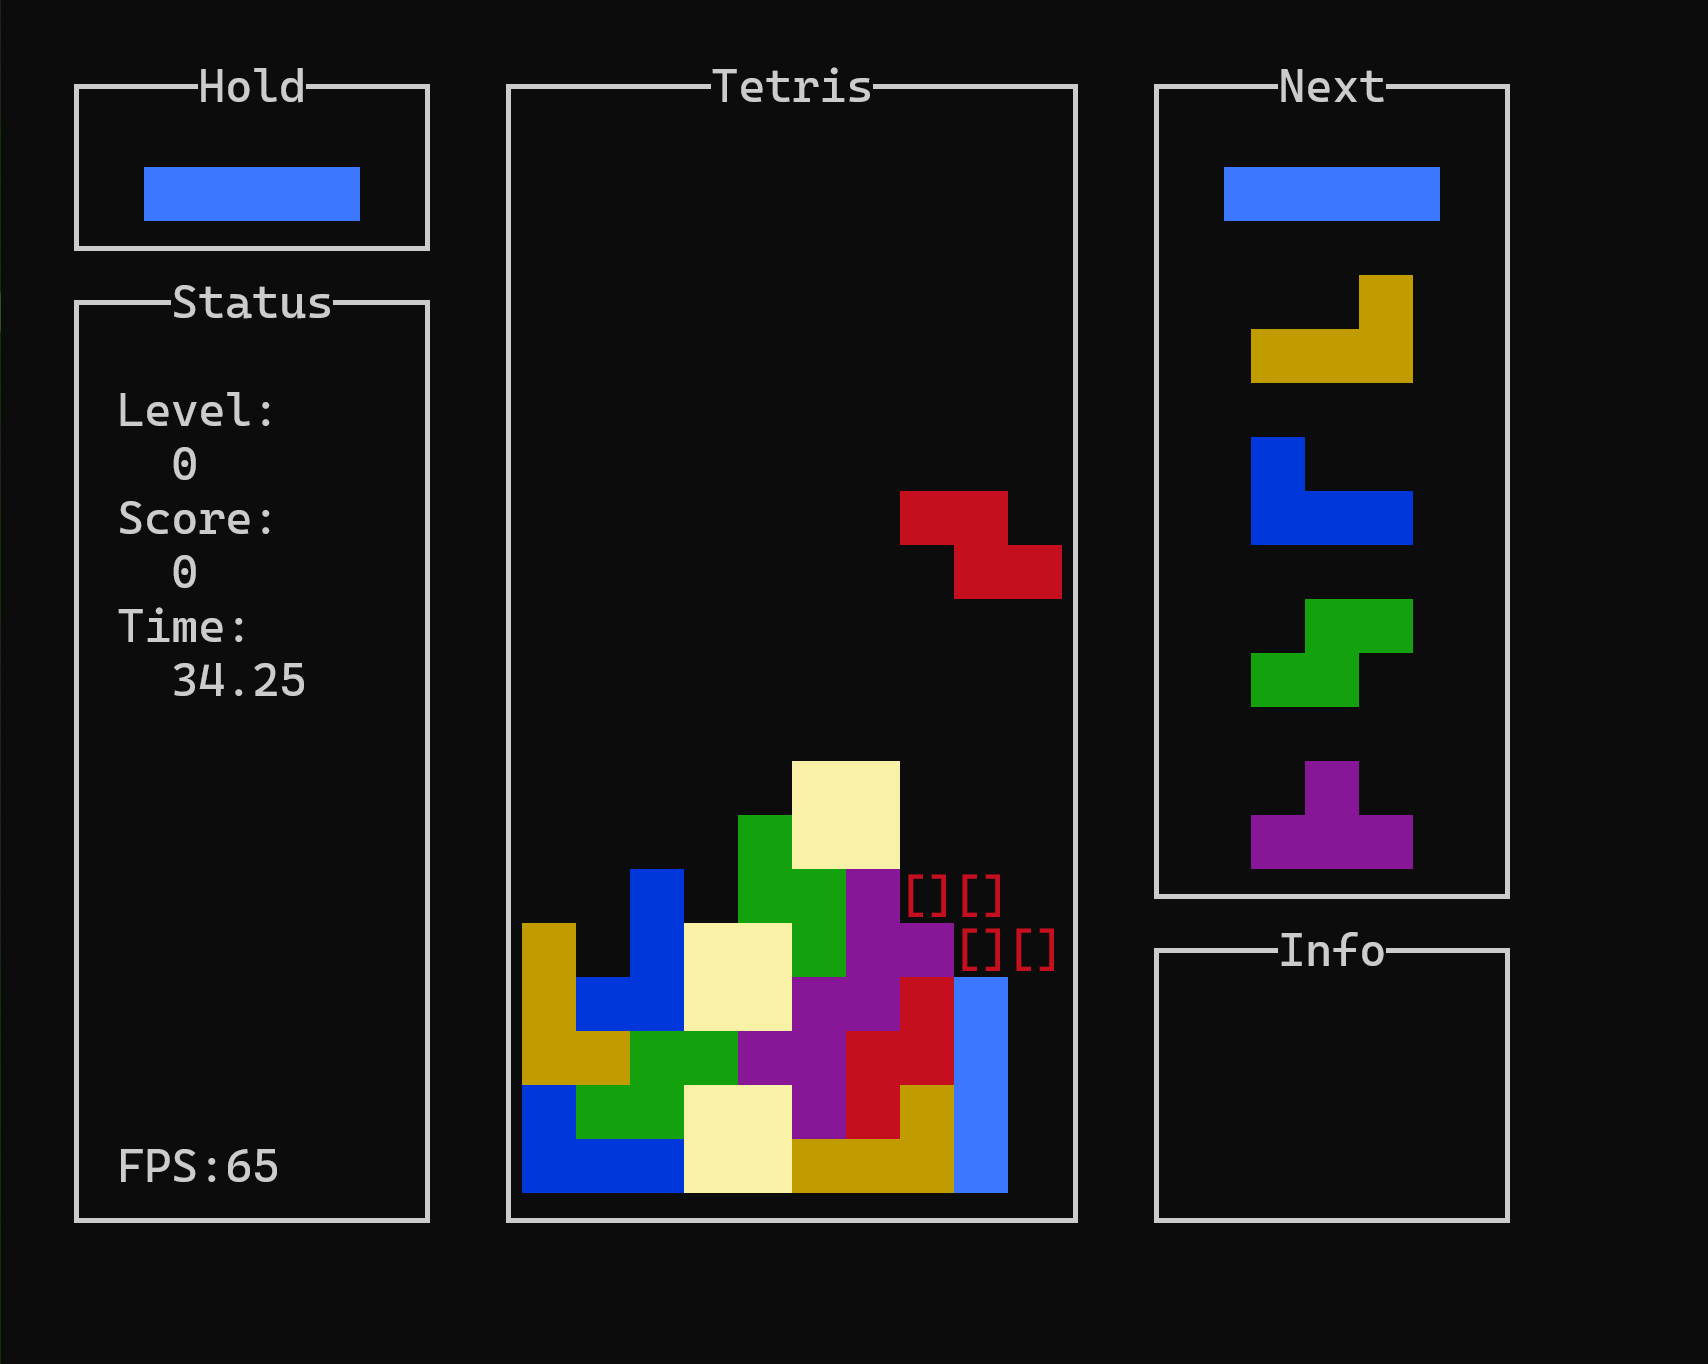 Hold
Tetris
Next
Status
Level:
0
Score:
0
Time:
34.25
[][]
[][]
Info
FPS:65